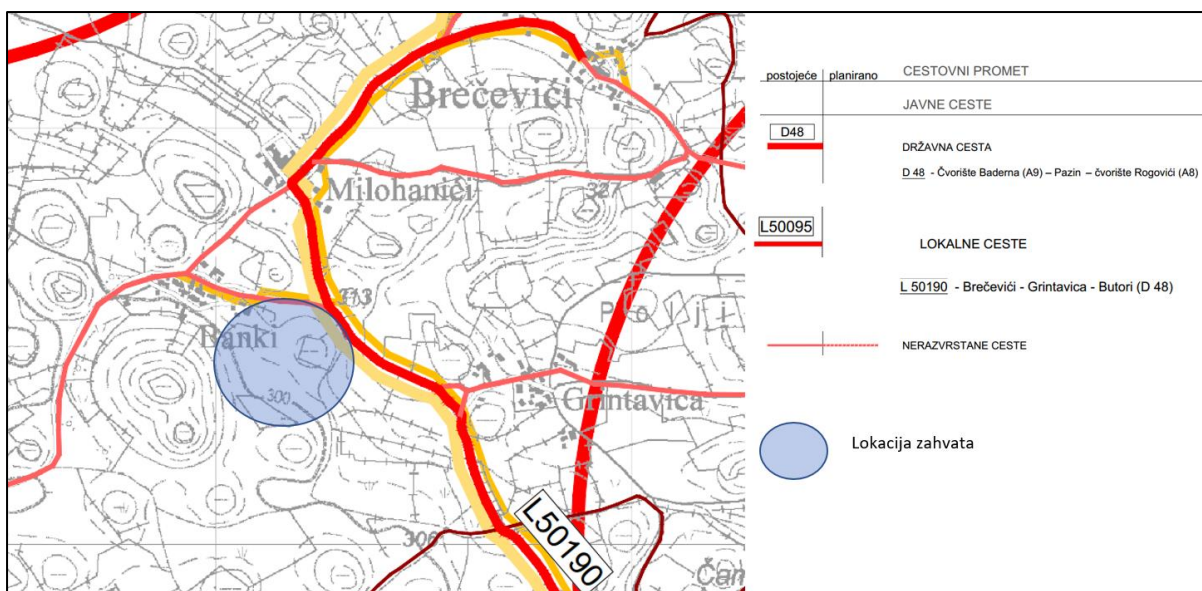 Brečevići
Milohanići
327
313
Banki
300
Polji
Grintavica
306
L50190
Čam
postojeće planirano CESTOVNI PROMET
JAVNE CESTE
D48
DRŽAVNA CESTA
D 48 - Čvorište Baderna (A9) – Pazin – čvorište Rogovići (A8)
L50095
LOKALNE CESTE
L 50190 - Brečevići - Grintavica - Butori (D 48)
NERAZVRSTANE CESTE
Lokacija zahvata